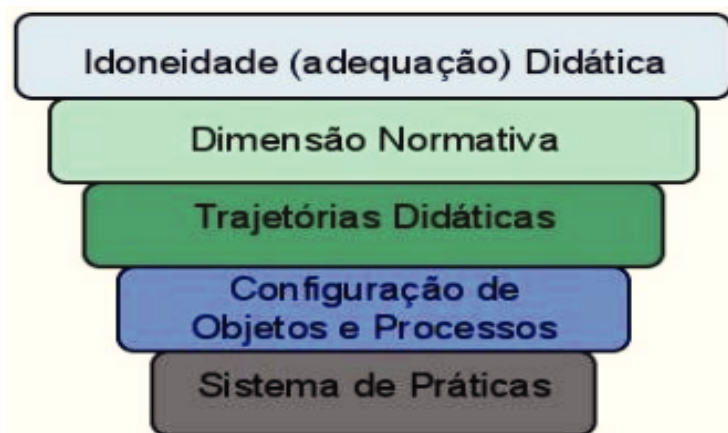 Idoneidade (adequação) Didática
Dimensão Normativa
Trajetórias Didáticas
Configuração de
Objetos e Processos
Sistema de Práticas